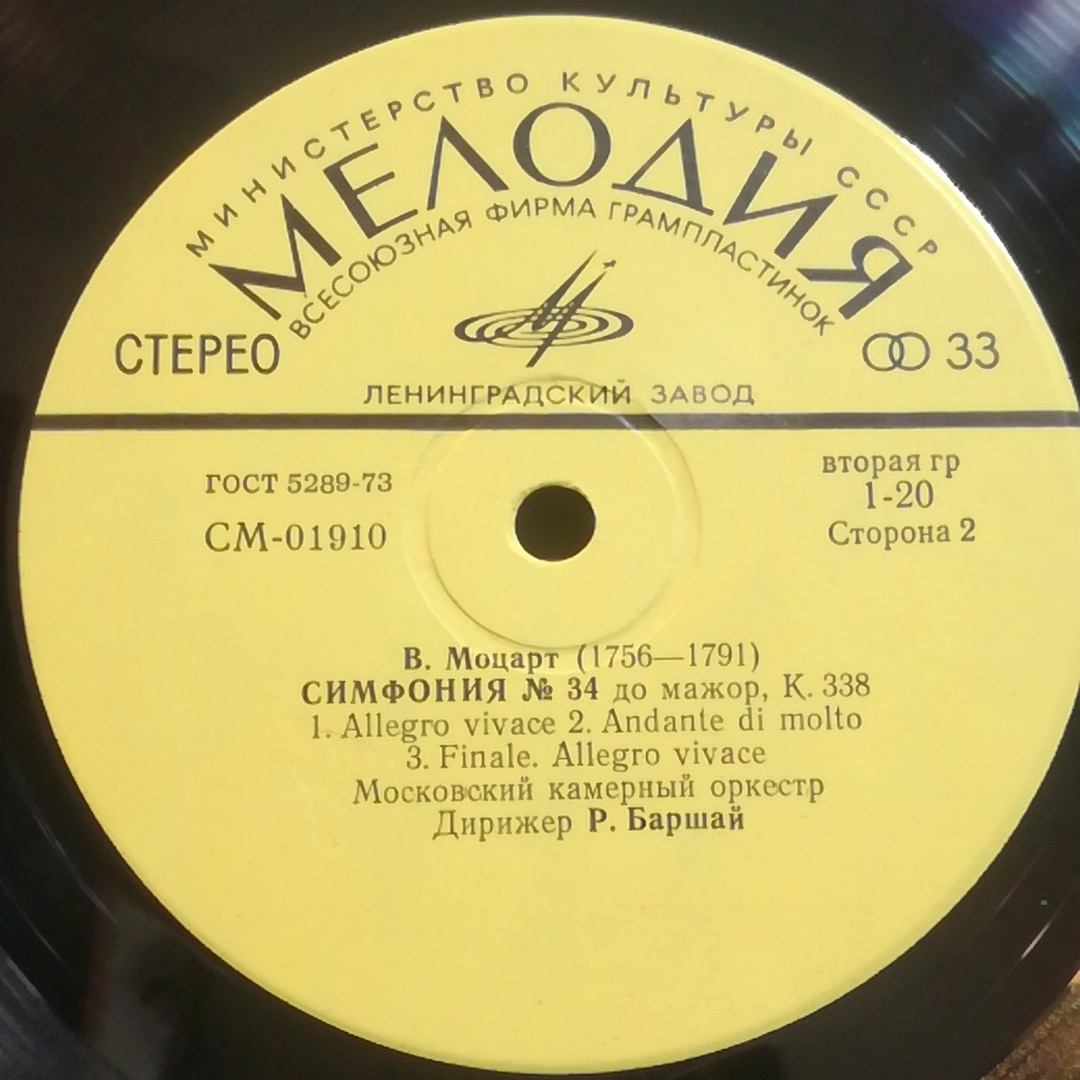 МИНИСТЕРСТВО КУЛЬТУРЫ СССР
МЕЛОДИЯ
ВСЕСОЮЗНАЯ ФИРМА ГРАМПЛАСТИНОК
СТЕРЕО
33
ЛЕНИНГРАДСКИЙ ЗАВОД
ГОСТ 5289-73
СМ-01910
вторая гр
1-20
Сторона 2
В. Моцарт (1756—1791)
СИМФОНИЯ № 34 до мажор, К. 338
1. Allegro vivace 2. Andante di molto
3. Finale. Allegro vivace
Московский камерный оркестр
Дирижер Р. Баршай